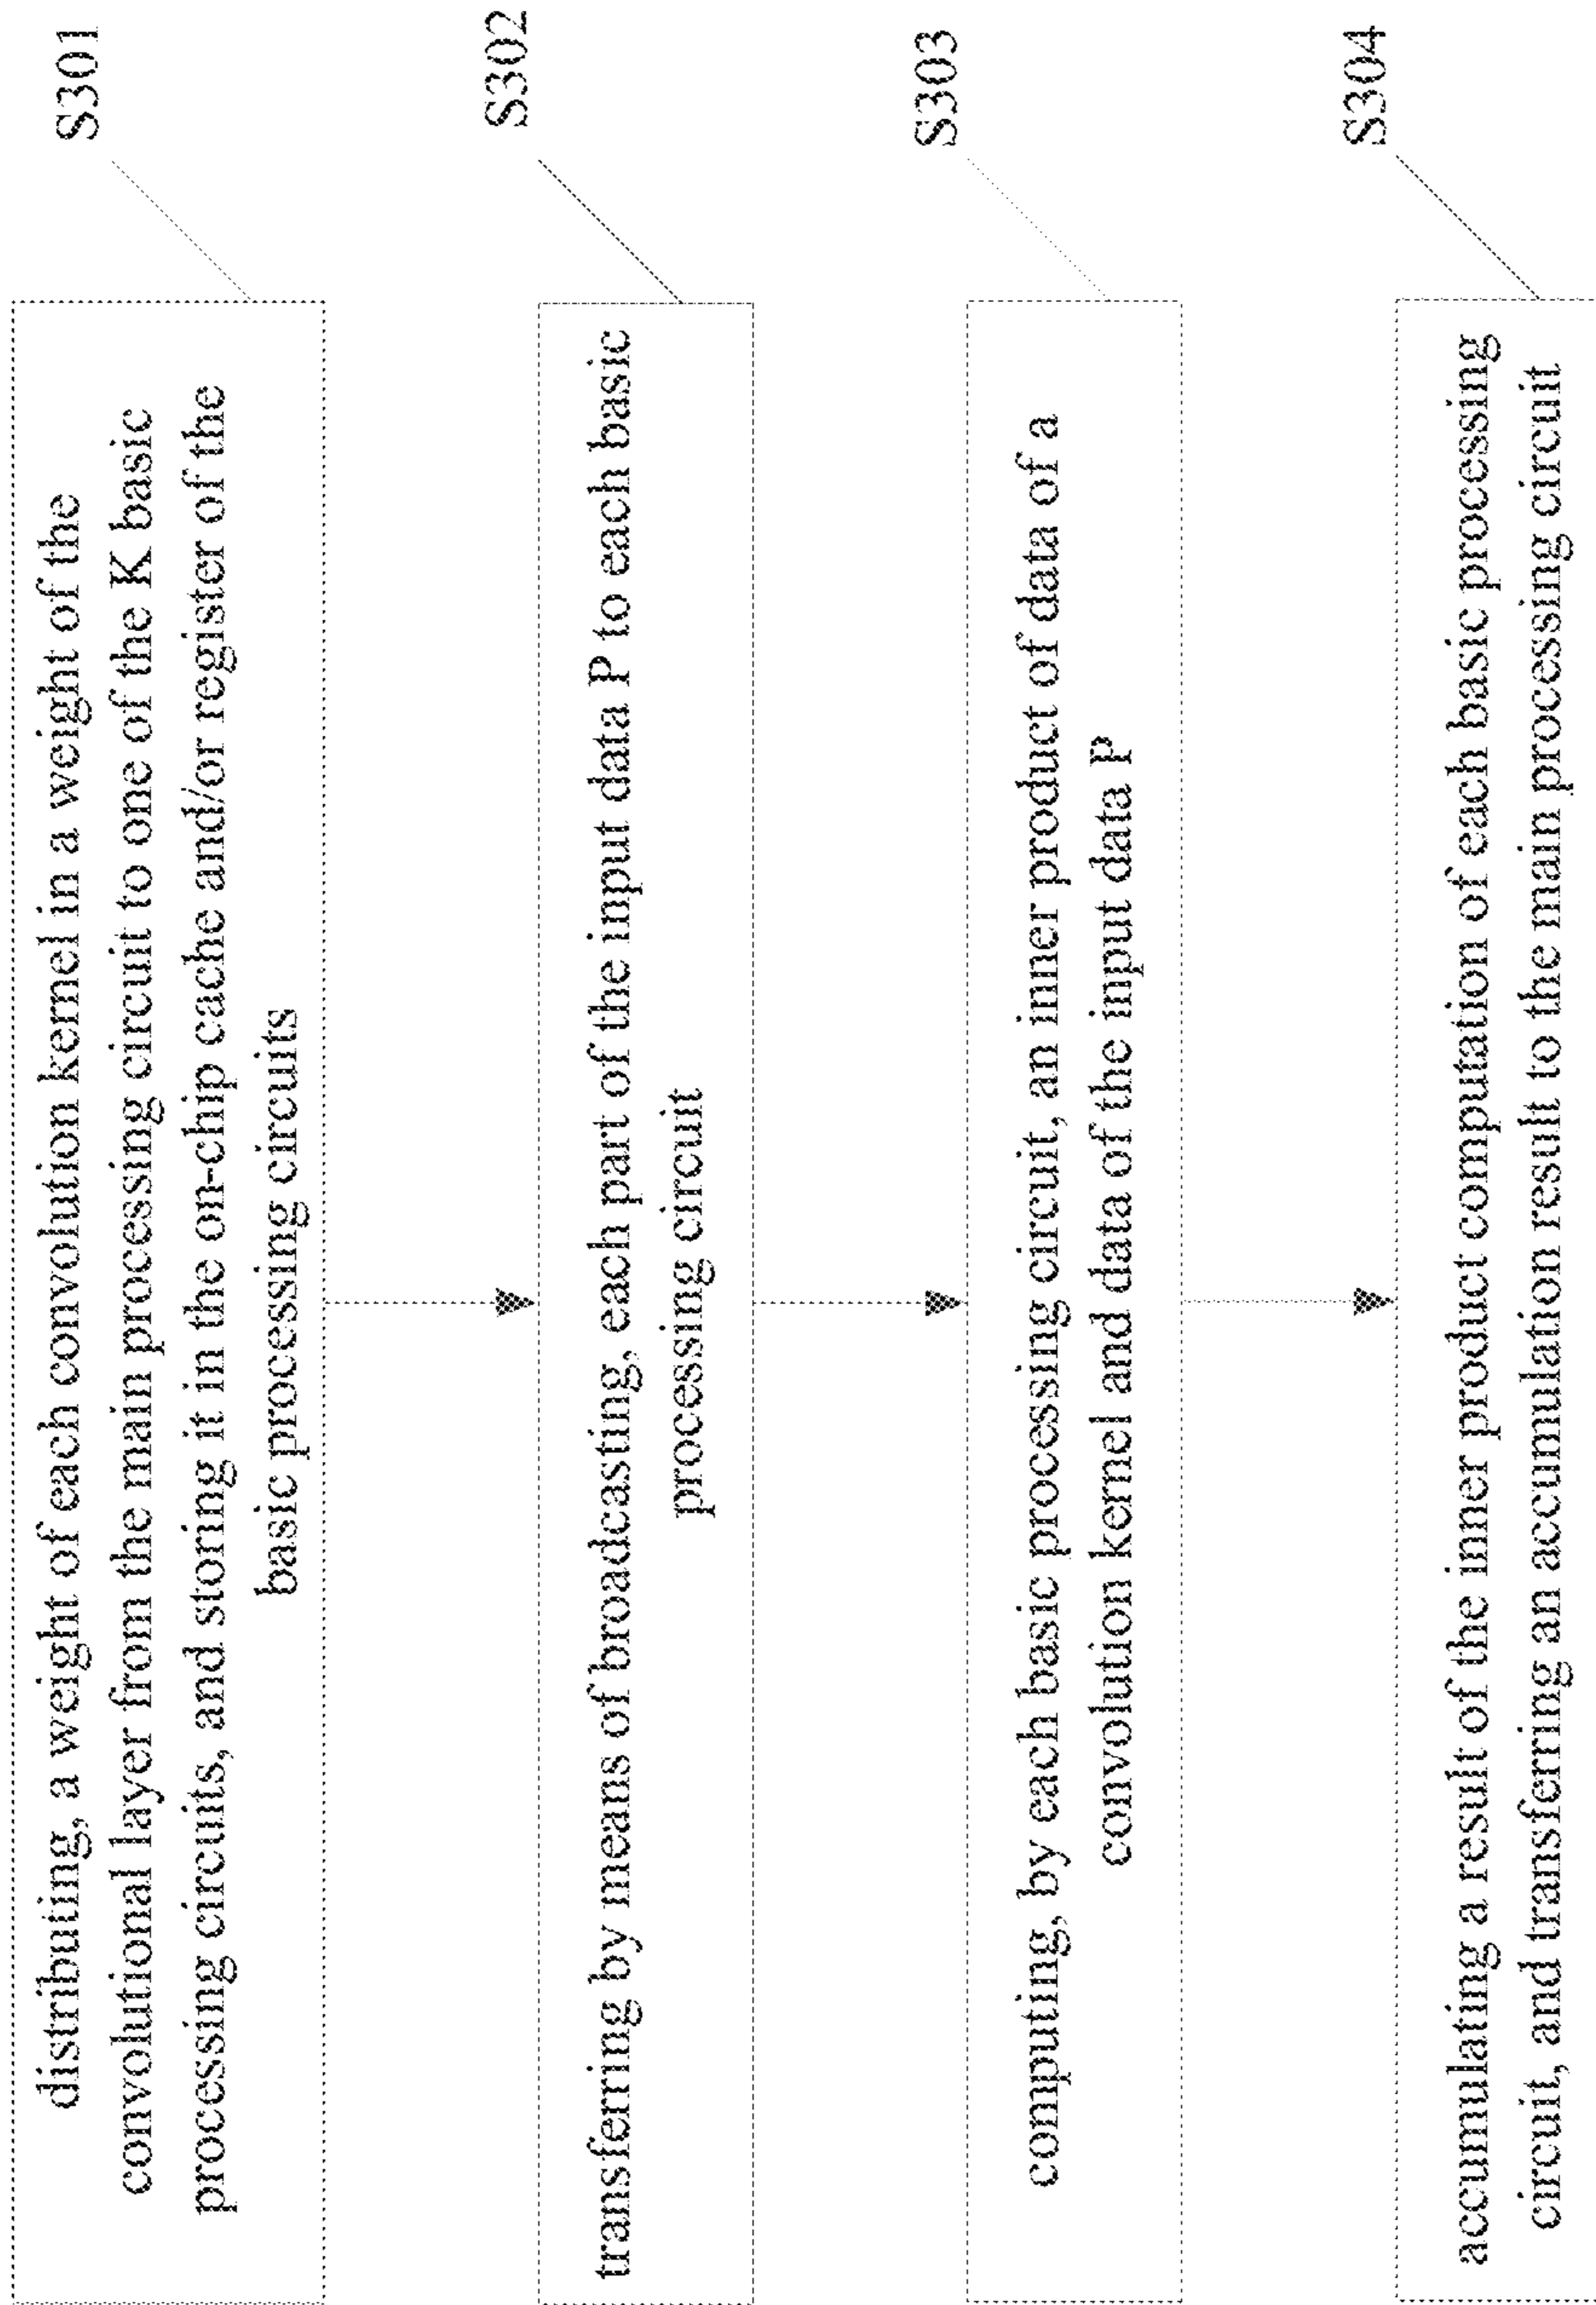 S301
distributing, a weight of each convolution kernel in a weight of the
convolutional layer from the main processing circuit to one of the K basic
processing circuits, and storing it in the on-chip cache and/or register of the
basic processing circuits
S302
transferring by means of broadcasting, each part of the input data P to each basic
processing circuit
S303
computing, by each basic processing circuit, an inner product of data of a
convolution kernel and data of the input data P
S304
accumulating a result of the inner product computation of each basic processing
circuit, and transferring an accumulation result to the main processing circuit